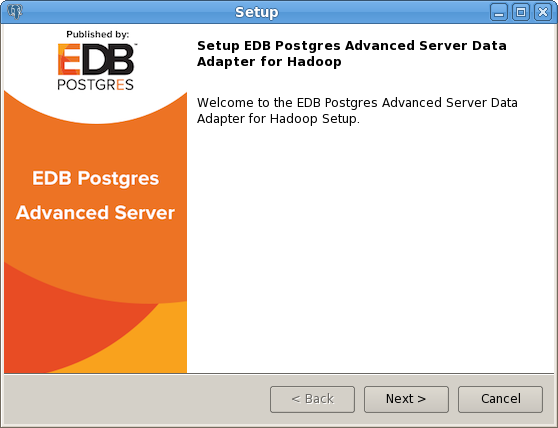 Setup
Published by:
EDB
POSTGRES
EDB Postgres
Advanced Server
Setup EDB Postgres Advanced Server Data
Adapter for Hadoop
Welcome to the EDB Postgres Advanced Server Data
Adapter for Hadoop Setup.
< Back
Next >
Cancel